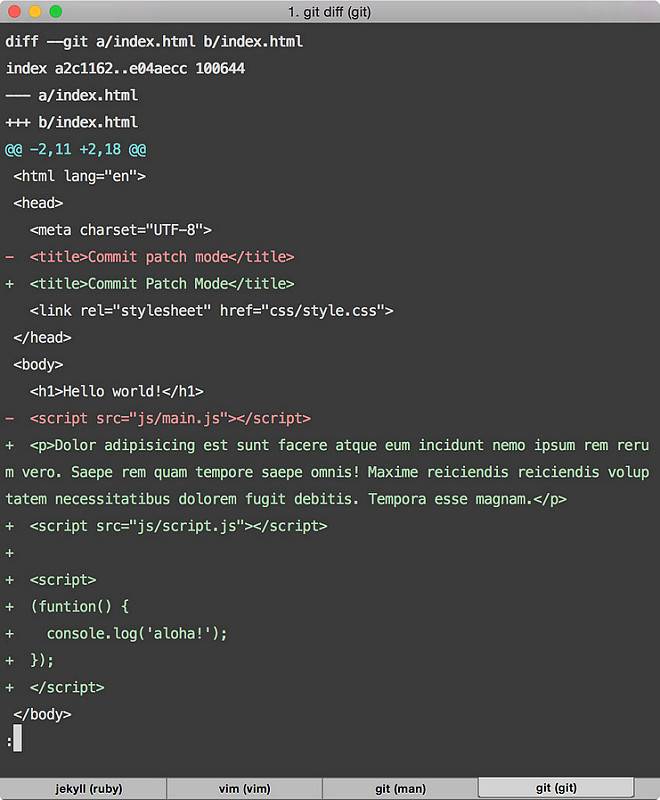 1. git diff (git)
diff --git a/index.html b/index.html
index a2c1162..e04aecc 100644
--- a/index.html
+++ b/index.html
@@ -2,11 +2,18 @@
 <html lang="en">
 <head>
   <meta charset="UTF-8">
-  <title>Commit patch mode</title>
+  <title>Commit Patch Mode</title>
   <link rel="stylesheet" href="css/style.css">
 </head>
 <body>
   <h1>Hello world!</h1>
-  <script src="js/main.js"></script>
+  <p>Dolor adipisicing est sunt facere atque eum incidunt nemo ipsum rem reru
m vero. Saepe rem quam tempore saepe omnis! Maxime reiciendis reiciendis volup
tatem necessitatibus dolorem fugit debitis. Tempora esse magnam.</p>
+  <script src="js/script.js"></script>
+
+  <script>
+  (funtion() {
+    console.log('aloha!');
+  });
+  </script>
 </body>
:
jekyll (ruby)
vim (vim)
git (man)
git (git)